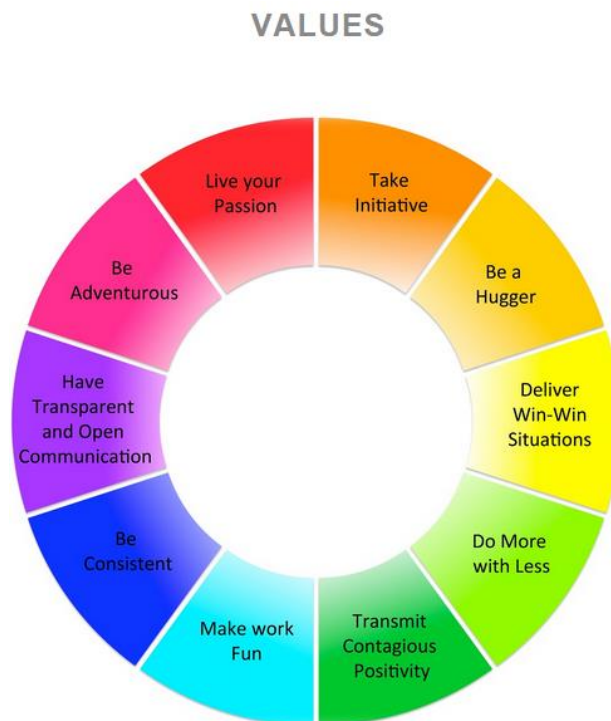 VALUES
Live your
Passion
Take
Initiative
Be a
Hugger
Deliver
Win-Win
Situations
Do More
with Less
Transmit
Contagious
Positivity
Make work
Fun
Be
Consistent
Have
Transparent
and Open
Communication
Be
Adventurous